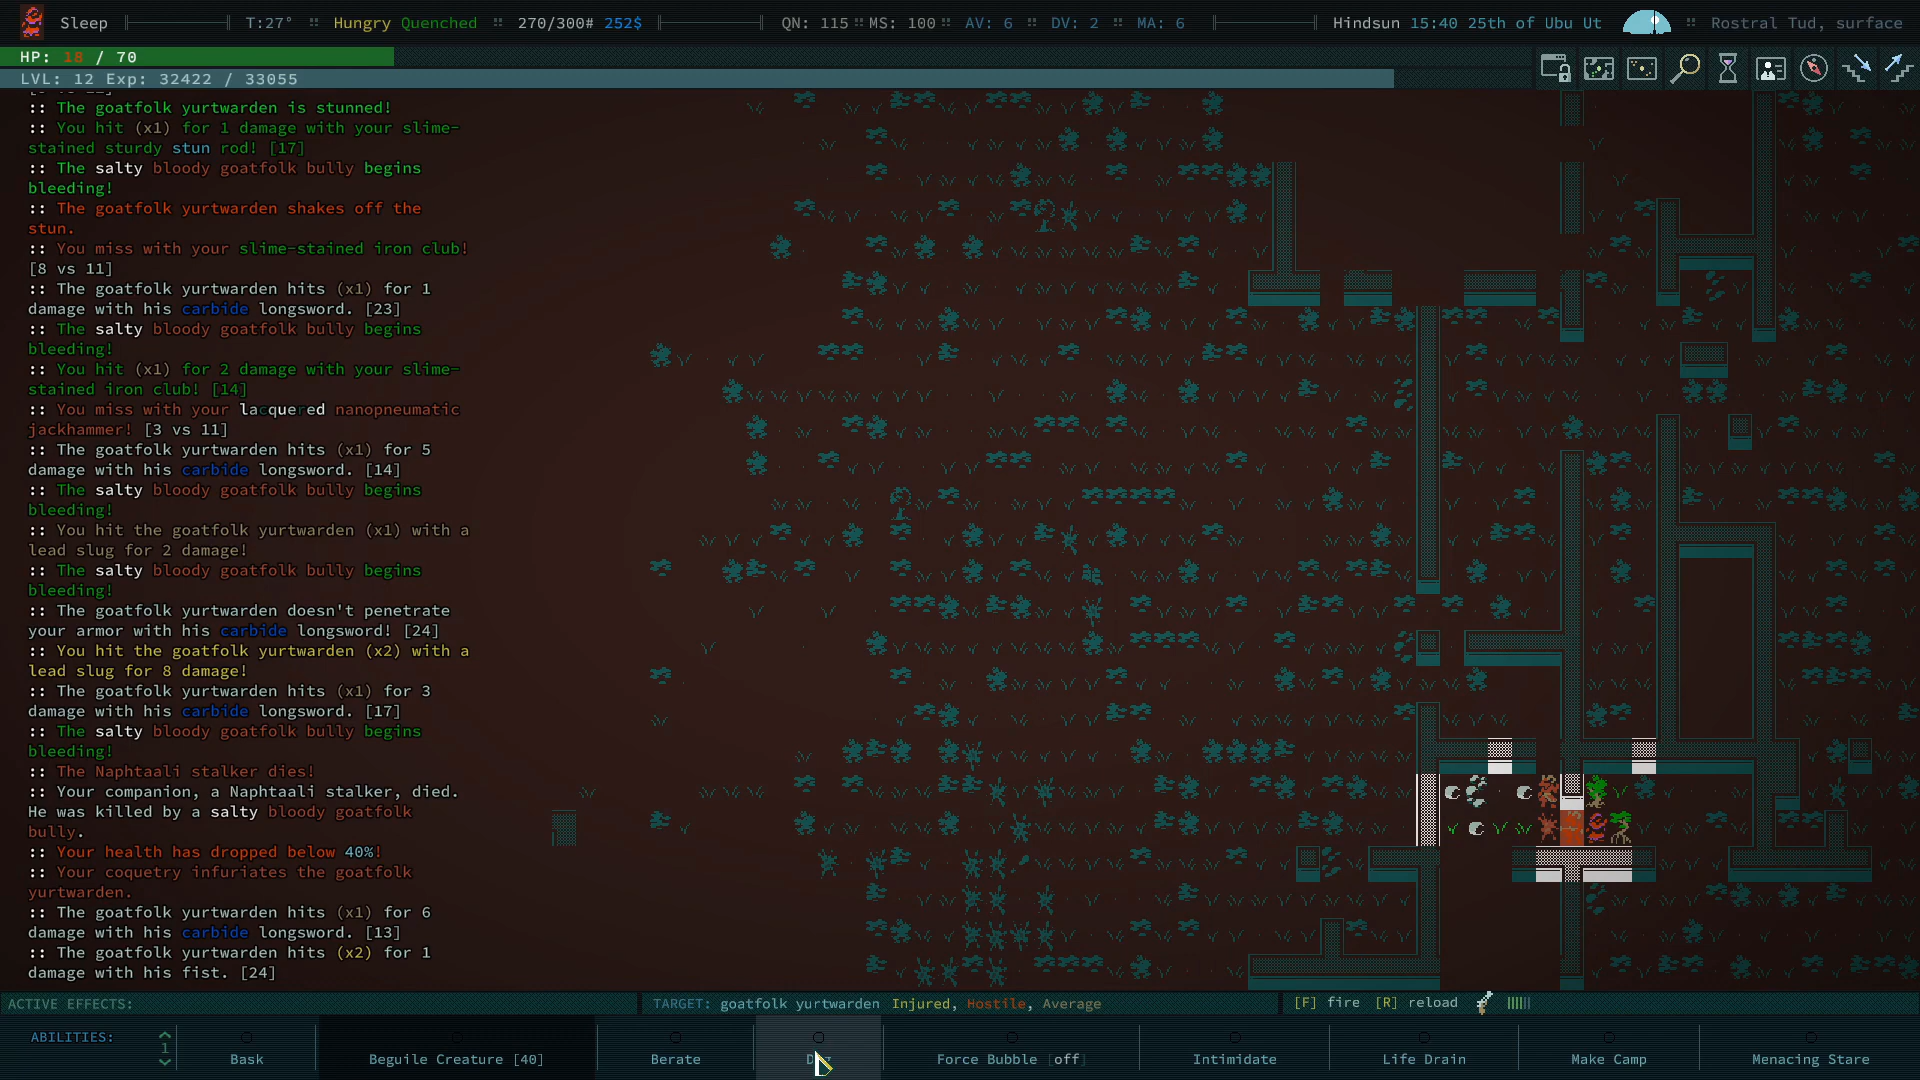 Sleep T:27° :: Hungry Quenched :: 270/300# 252$ QN: 115 :: MS: 100 :: AV: 6 :: DV: 2 :: MA: 6 Hindsun 15:40 25th of Ubu Ut :: Rostral Tud, surface
HP: 18 / 70
LVL: 12 Exp: 32422 / 33055
:: The goatfolk yurtwarden is stunned!
:: You hit (x1) for 1 damage with your slime-
stained sturdy stun rod! [17]
:: The salty bloody goatfolk bully begins
bleeding!
:: The goatfolk yurtwarden shakes off the
stun.
:: You miss with your slime-stained iron club!
[8 vs 11]
:: The goatfolk yurtwarden hits (x1) for 1
damage with his carbide longsword. [23]
:: The salty bloody goatfolk bully begins
bleeding!
:: You hit (x1) for 2 damage with your slime-
stained iron club! [14]
:: You miss with your lacquered nanopneumatic
jackhammer! [3 vs 11]
:: The goatfolk yurtwarden hits (x1) for 5
damage with his carbide longsword. [14]
:: The salty bloody goatfolk bully begins
bleeding!
:: You hit the goatfolk yurtwarden (x1) with a
lead slug for 2 damage!
:: The salty bloody goatfolk bully begins
bleeding!
:: The goatfolk yurtwarden doesn't penetrate
your armor with his carbide longsword! [24]
:: You hit the goatfolk yurtwarden (x2) with a
lead slug for 8 damage!
:: The goatfolk yurtwarden hits (x1) for 3
damage with his carbide longsword. [17]
:: The salty bloody goatfolk bully begins
bleeding!
:: The Naphtaali stalker dies!
:: Your companion, a Naphtaali stalker, died.
He was killed by a salty bloody goatfolk
bully.
:: Your health has dropped below 40%!
:: Your coquetry infuriates the goatfolk
yurtwarden.
:: The goatfolk yurtwarden hits (x1) for 6
damage with his carbide longsword. [13]
:: The goatfolk yurtwarden hits (x2) for 1
damage with his fist. [24]
ACTIVE EFFECTS: TARGET: goatfolk yurtwarden Injured, Hostile, Average [F] fire [R] reload
ABILITIES: 1 Bask Beguile Creature [40] Berate Force Bubble [off] Intimidate Life Drain Make Camp Menacing Stare